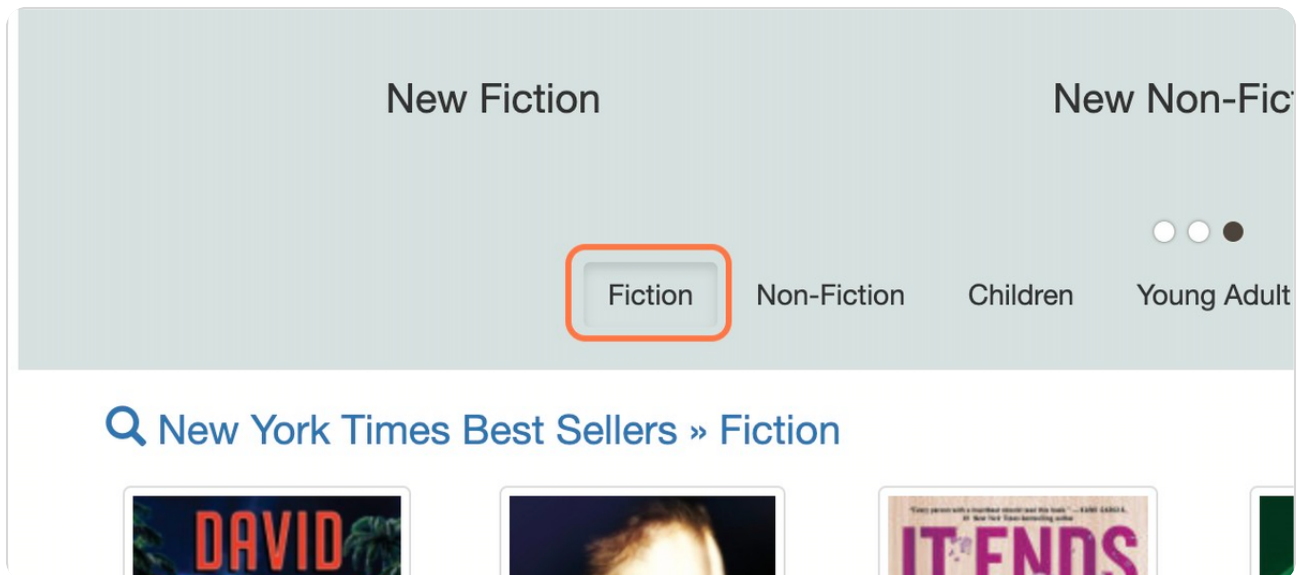 New Fiction
New Non-Fic
Fiction
Non-Fiction
Children
Young Adult
New York Times Best Sellers » Fiction
DAVID
IT ENDS